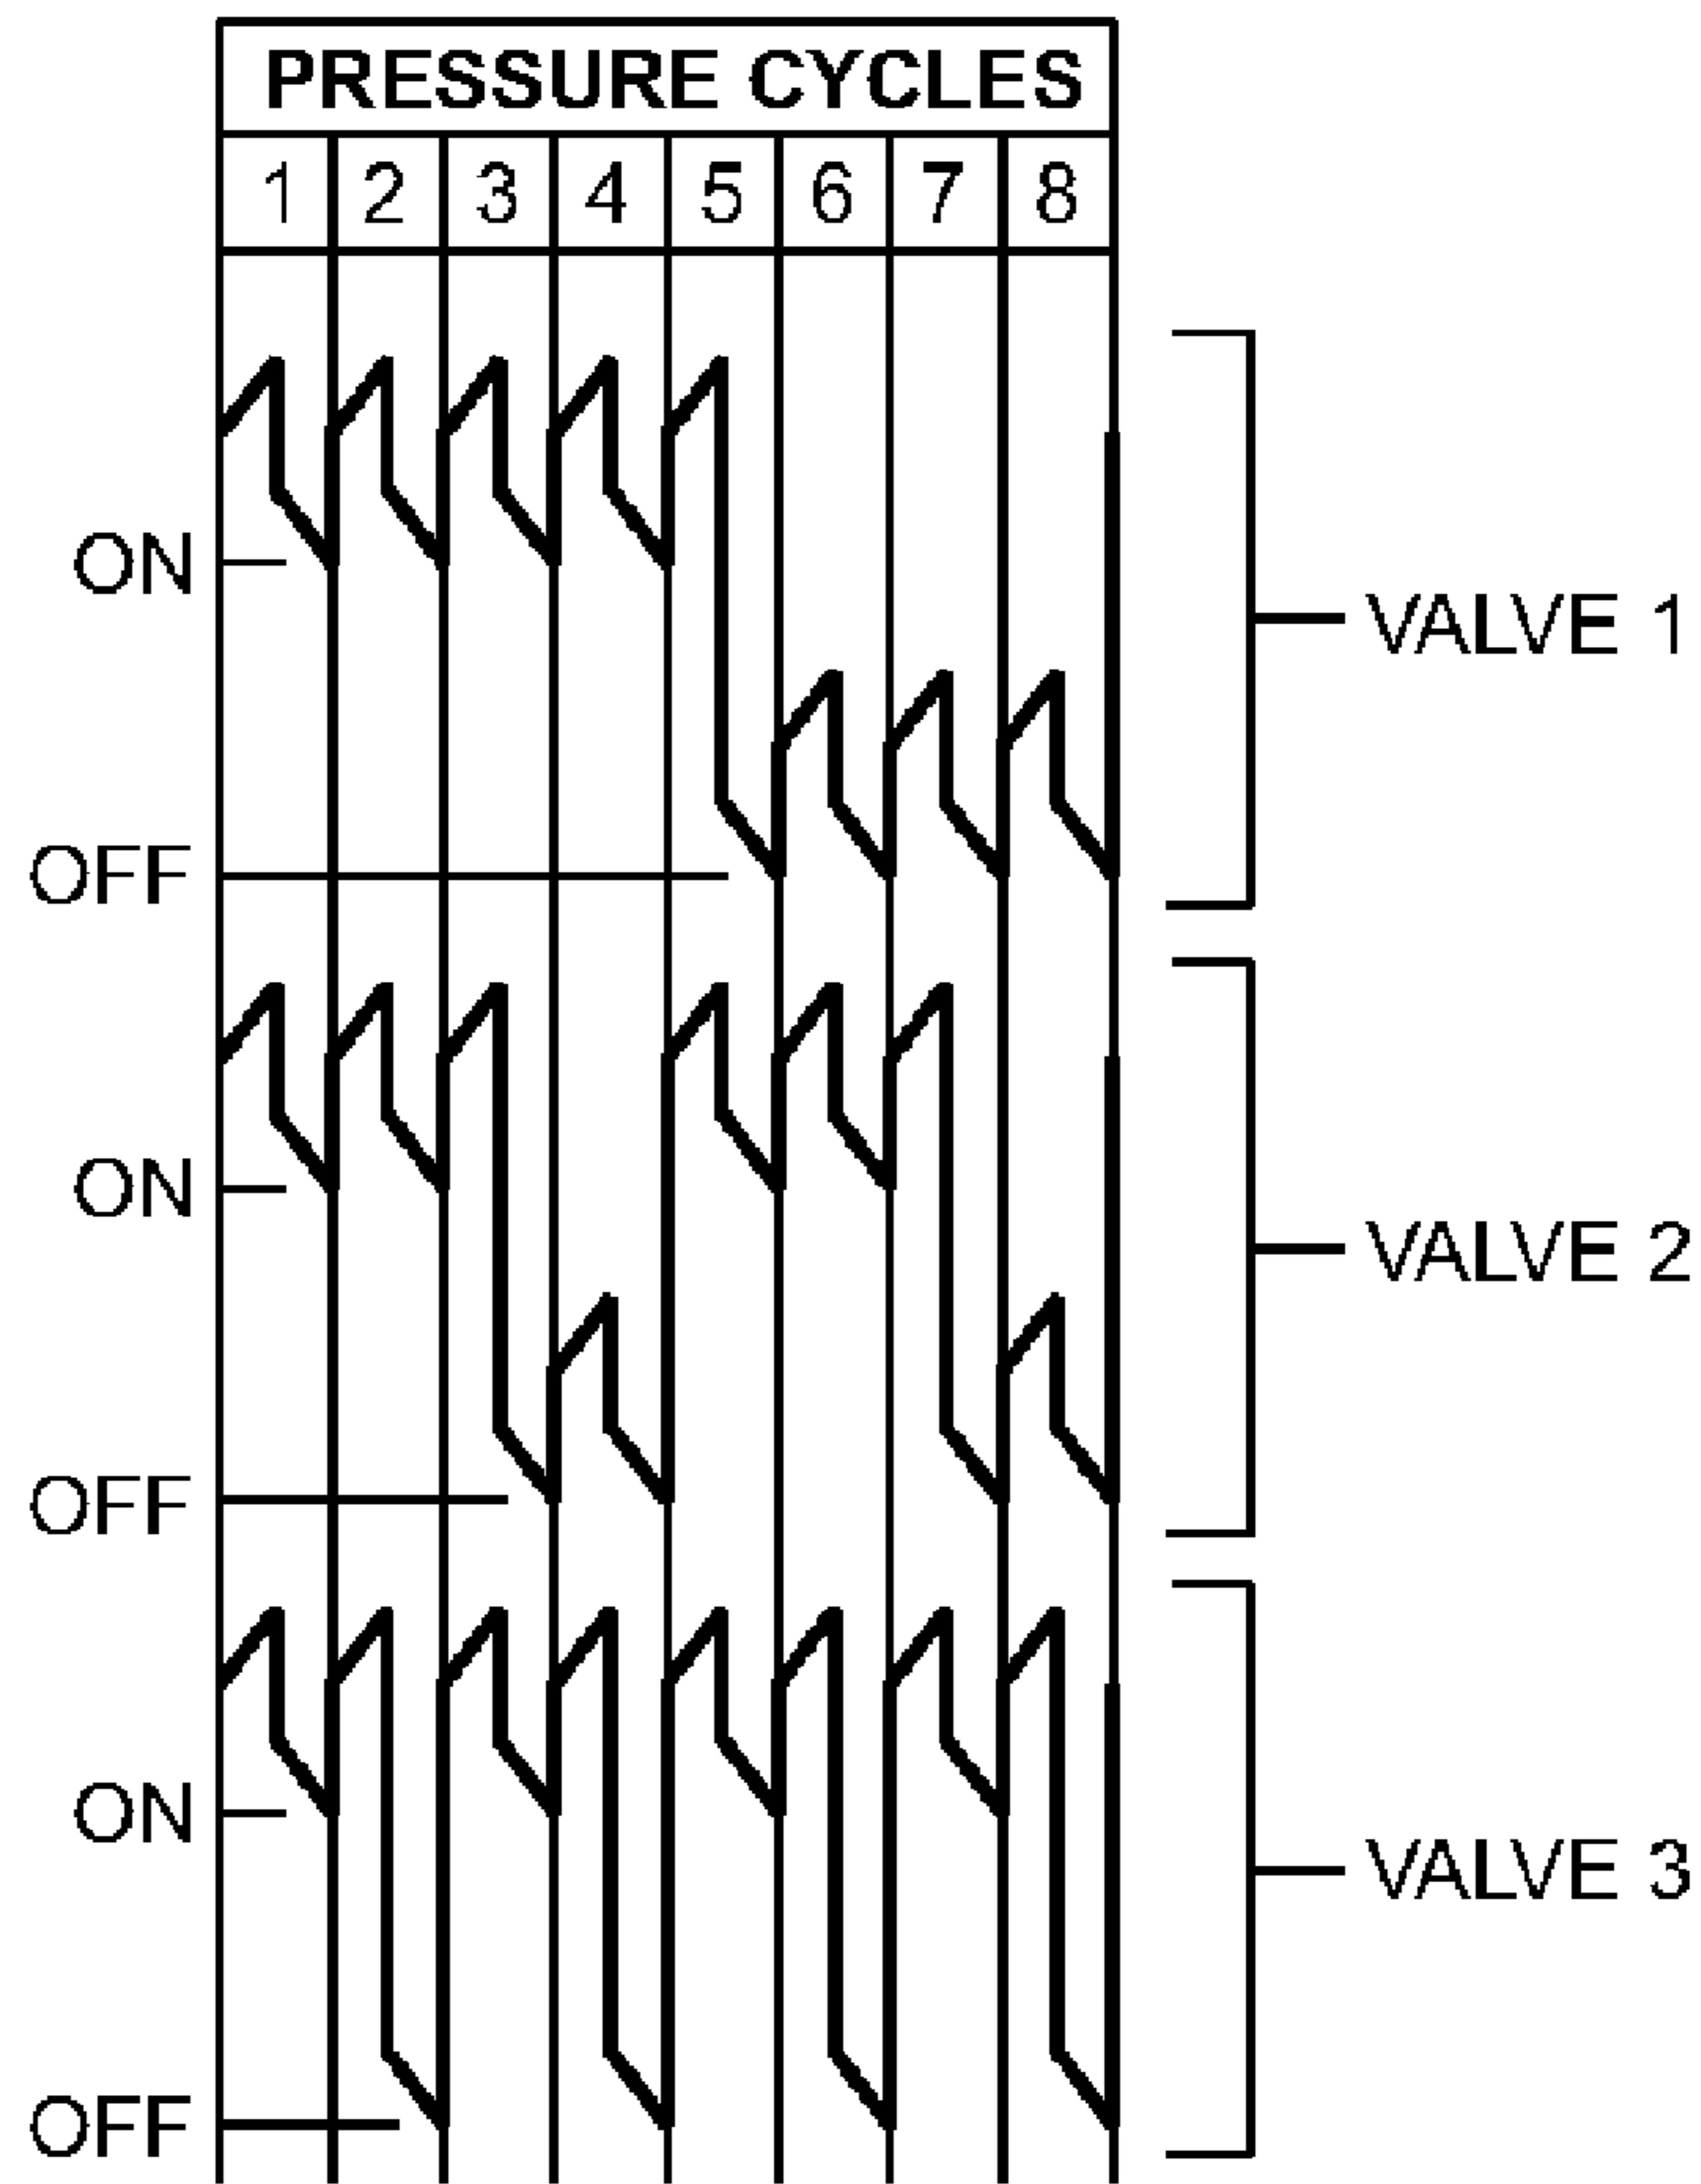 PRESSURE CYCLES
1 2 3 4 5 6 7 8
ON
VALVE 1
OFF
ON
VALVE 2
OFF
ON
VALVE 3
OFF